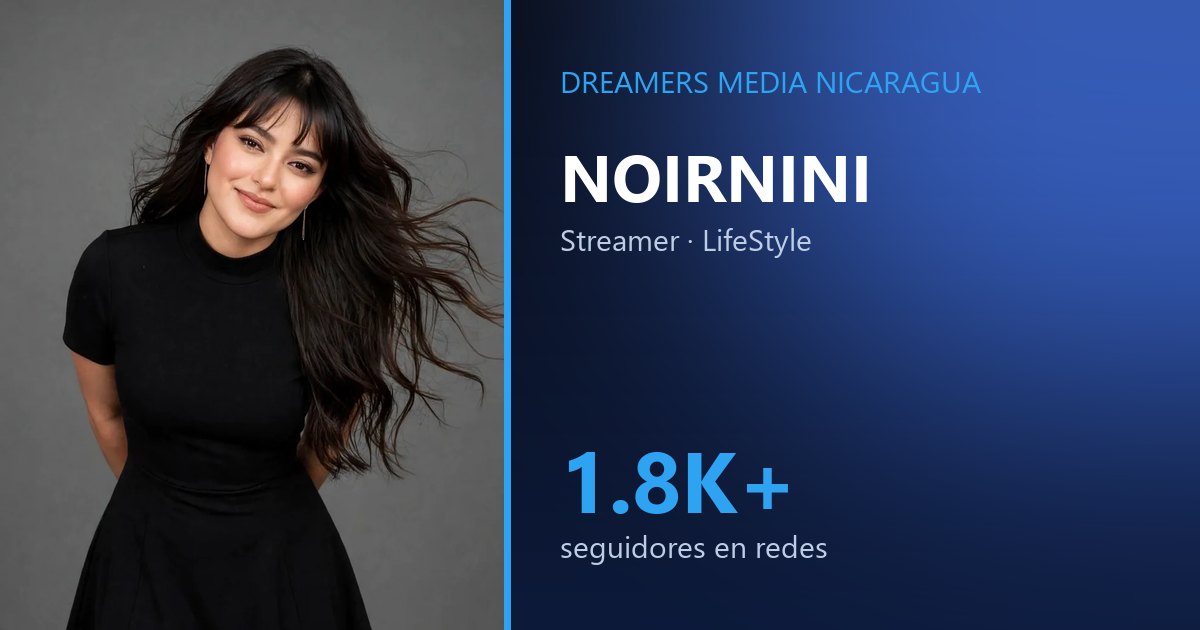 DREAMERS MEDIA NICARAGUA
NOIRNINI
Streamer · LifeStyle
1.8K+
seguidores en redes